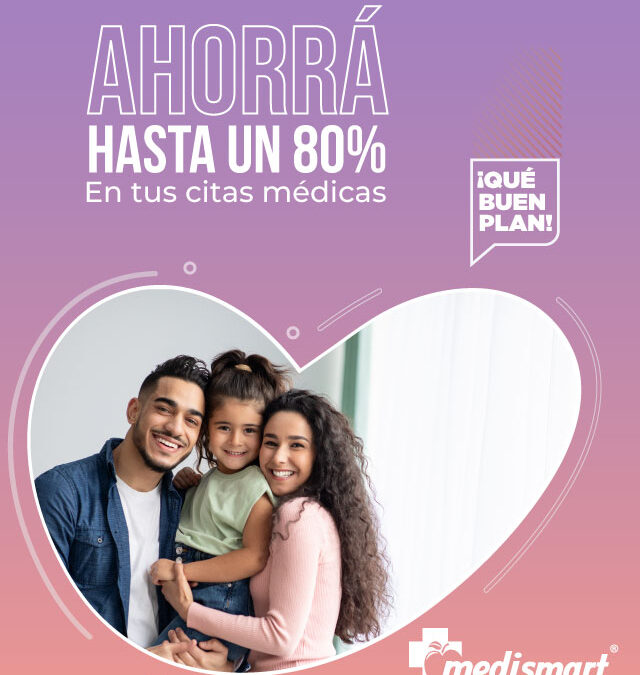 AHORRÁ
HASTA UN 80%
En tus citas médicas
¡QUÉ
BUEN
PLAN!
medismart®